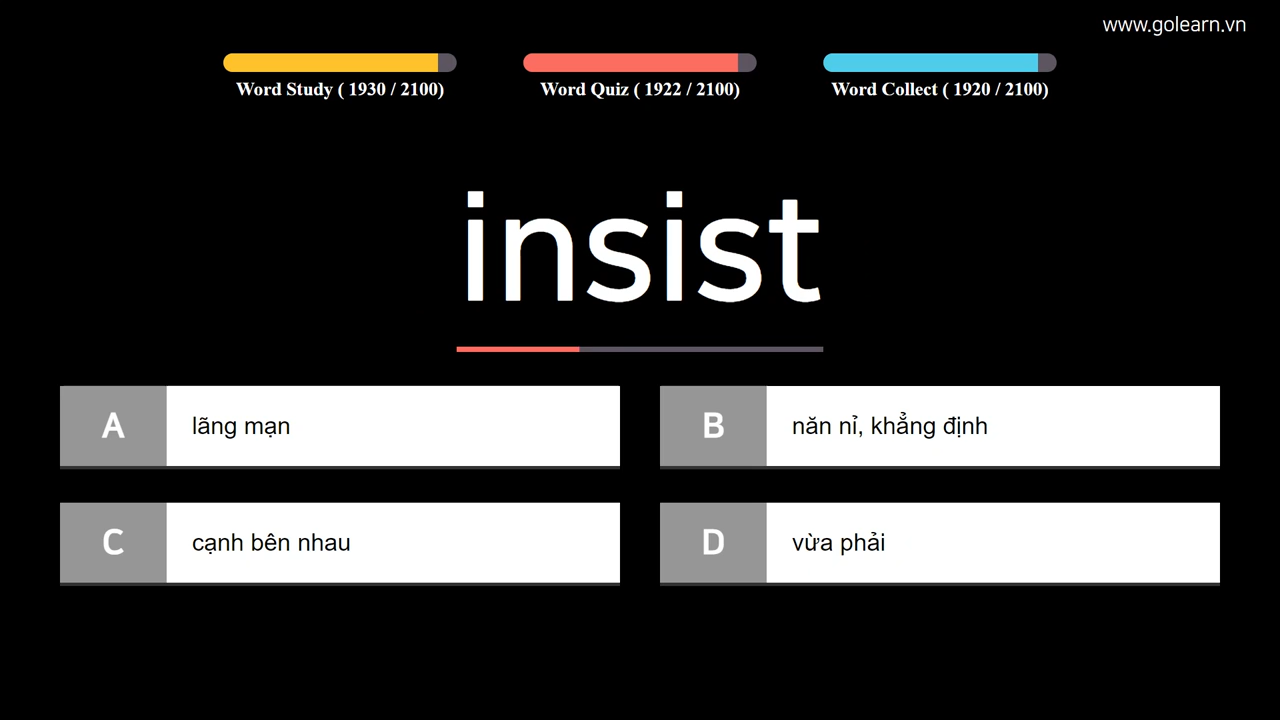 www.golearn.vn
Word Study ( 1930 / 2100)
Word Quiz ( 1922 / 2100)
Word Collect ( 1920 / 2100)
insist
A lãng mạn
B năn nỉ, khẳng định
C cạnh bên nhau
D vừa phải